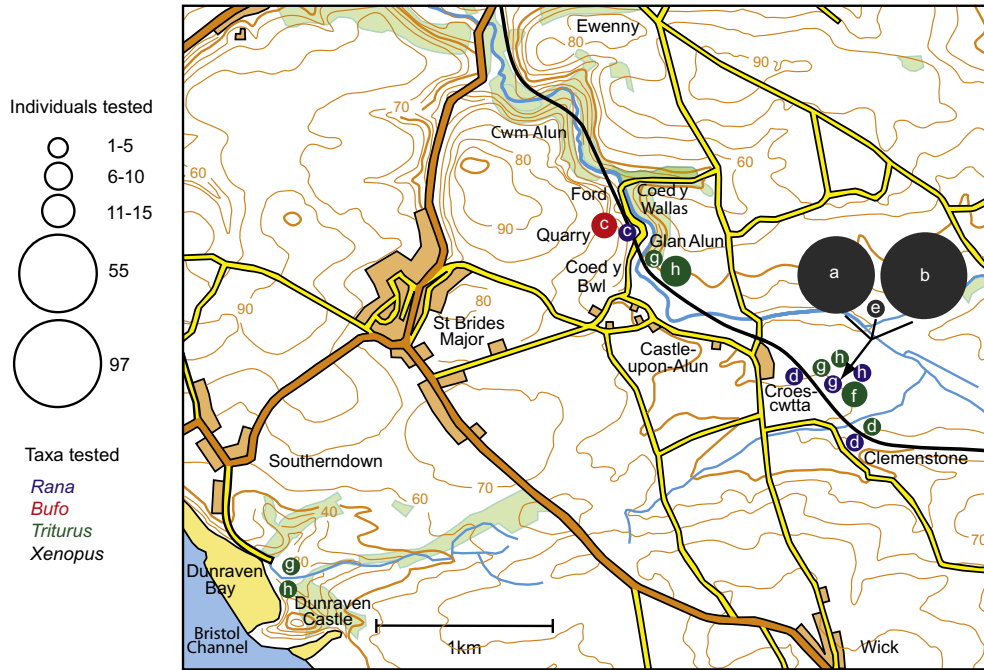 Individuals tested
1-5
6-10
11-15
55
97
Taxa tested
Rana
Bufo
Triturus
Xenopus
Ewenny
80
90
70
60
Cwm Alun
80
60
Ford
Coed y
Wallas
90
Quarry
c
c
Glan Alun
g
h
Coed y
Bwl
a
b
e
90
80
St Brides
Major
Castle-
upon-Alun
d
g
h
g
h
f
Croes-
cwtta
d
d
Clemenstone
Southerndown
70
60
40
60
70
Dunraven
Bay
g
h
Dunraven
Castle
Bristol
Channel
1km
Wick